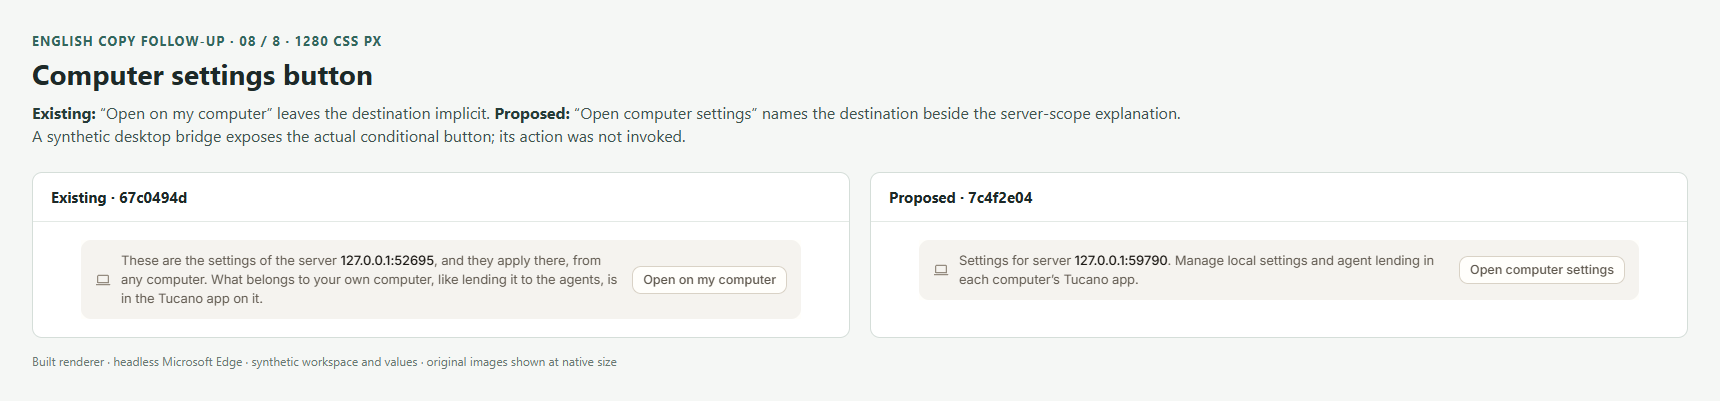 ENGLISH COPY FOLLOW-UP · 08 / 8 · 1280 CSS PX
Computer settings button
Existing: “Open on my computer” leaves the destination implicit. Proposed: “Open computer settings” names the destination beside the server-scope explanation.
A synthetic desktop bridge exposes the actual conditional button; its action was not invoked.
Existing · 67c0494d
These are the settings of the server 127.0.0.1:52695, and they apply there, from
any computer. What belongs to your own computer, like lending it to the agents, is
in the Tucano app on it.
Open on my computer
Proposed · 7c4f2e04
Settings for server 127.0.0.1:59790. Manage local settings and agent lending in
each computer’s Tucano app.
Open computer settings
Built renderer · headless Microsoft Edge · synthetic workspace and values · original images shown at native size